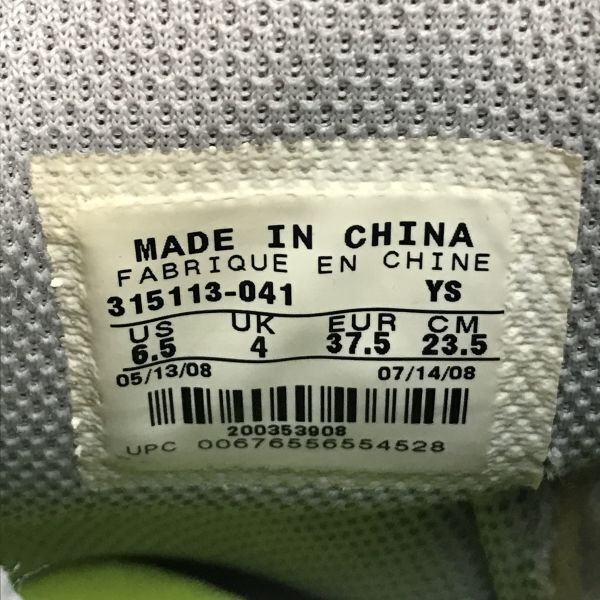 MADE IN CHINA
FABRIQUE EN CHINE
315113-041 YS
US UK EUR CM
6.5 4 37.5 23.5
05/13/08 07/14/08
200353908
UPC 00676556554528